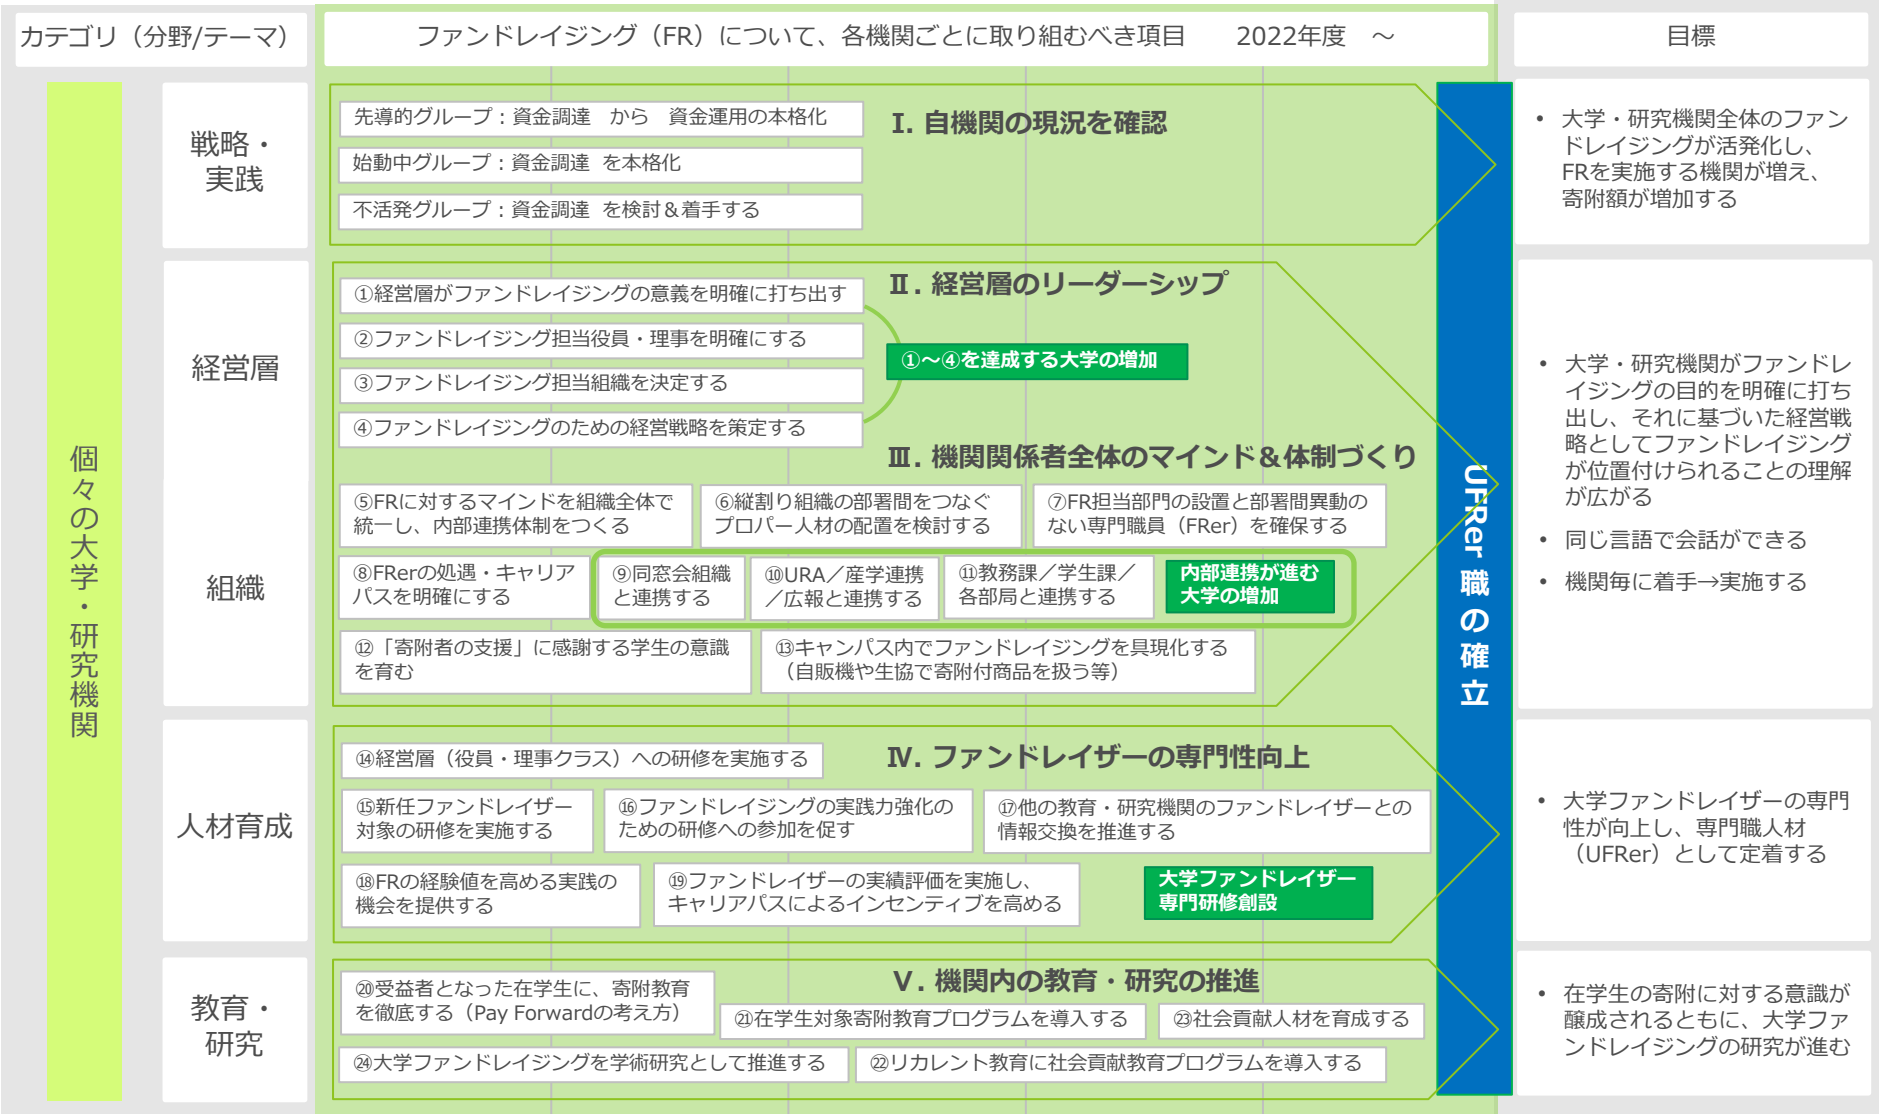 カテゴリ（分野/テーマ）
ファンドレイジング（FR）について、各機関ごとに取り組むべき項目　2022年度　～
目標
個々の大学・研究機関
戦略・
実践
先導的グループ：資金調達　から　資金運用の本格化
始動中グループ：資金調達 を本格化
不活発グループ：資金調達 を検討＆着手する
Ⅰ. 自機関の現況を確認
• 大学・研究機関全体のファン
ドレイジングが活発化し、
FRを実施する機関が増え、
寄附額が増加する
経営層
Ⅱ. 経営層のリーダーシップ
①経営層がファンドレイジングの意義を明確に打ち出す
②ファンドレイジング担当役員・理事を明確にする
③ファンドレイジング担当組織を決定する
④ファンドレイジングのための経営戦略を策定する
①～④を達成する大学の増加
組織
Ⅲ. 機関関係者全体のマインド＆体制づくり
⑤FRに対するマインドを組織全体で
統一し、内部連携体制をつくる
⑥縦割り組織の部署間をつなぐ
プロパー人材の配置を検討する
⑦FR担当部門の設置と部署間異動の
ない専門職員（FRer）を確保する
⑧FRerの処遇・キャリア
パスを明確にする
⑨同窓会組織
と連携する
⑩URA／産学連携
／広報と連携する
⑪教務課／学生課／
各部局と連携する
内部連携が進む
大学の増加
⑫「寄附者の支援」に感謝する学生の意識
を育む
⑬キャンパス内でファンドレイジングを具現化する
（自販機や生協で寄附付商品を扱う等）
UFRer 職の確立
• 大学・研究機関がファンドレ
イジングの目的を明確に打ち
出し、それに基づいた経営戦
略としてファンドレイジング
が位置付けられることの理解
が広がる
• 同じ言語で会話ができる
• 機関毎に着手→実施する
人材育成
⑭経営層（役員・理事クラス）への研修を実施する
Ⅳ. ファンドレイザーの専門性向上
⑮新任ファンドレイザー
対象の研修を実施する
⑯ファンドレイジングの実践力強化の
ための研修への参加を促す
⑰他の教育・研究機関のファンドレイザーとの
情報交換を推進する
⑱FRの経験値を高める実践の
機会を提供する
⑲ファンドレイザーの実績評価を実施し、
キャリアパスによるインセンティブを高める
大学ファンドレイザー
専門研修創設
• 大学ファンドレイザーの専門
性が向上し、専門職人材
（UFRer）として定着する
教育・
研究
Ⅴ. 機関内の教育・研究の推進
⑳受益者となった在学生に、寄附教育
を徹底する（Pay Forwardの考え方）
㉑在学生対象寄附教育プログラムを導入する
㉓社会貢献人材を育成する
㉔大学ファンドレイジングを学術研究として推進する
㉒リカレント教育に社会貢献教育プログラムを導入する
• 在学生の寄附に対する意識が
醸成されるともに、大学ファ
ンドレイジングの研究が進む